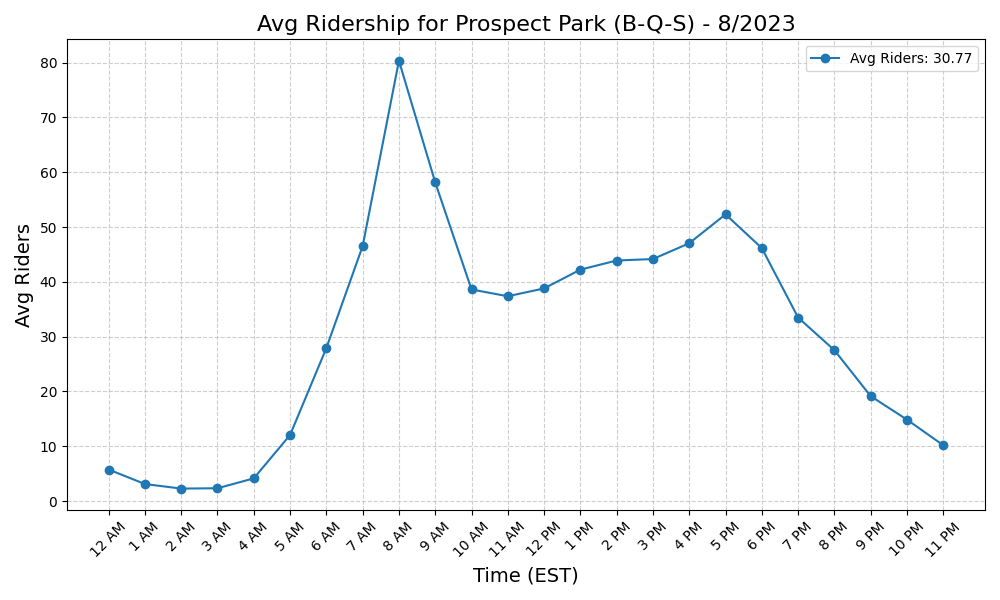 Avg Ridership for Prospect Park (B-Q-S) - 8/2023
Avg Riders: 30.77
Avg Riders
80
70
60
50
40
30
20
10
0
12 AM
1 AM
2 AM
3 AM
4 AM
5 AM
6 AM
7 AM
8 AM
9 AM
10 AM
11 AM
12 PM
1 PM
2 PM
3 PM
4 PM
5 PM
6 PM
7 PM
8 PM
9 PM
10 PM
11 PM
Time (EST)